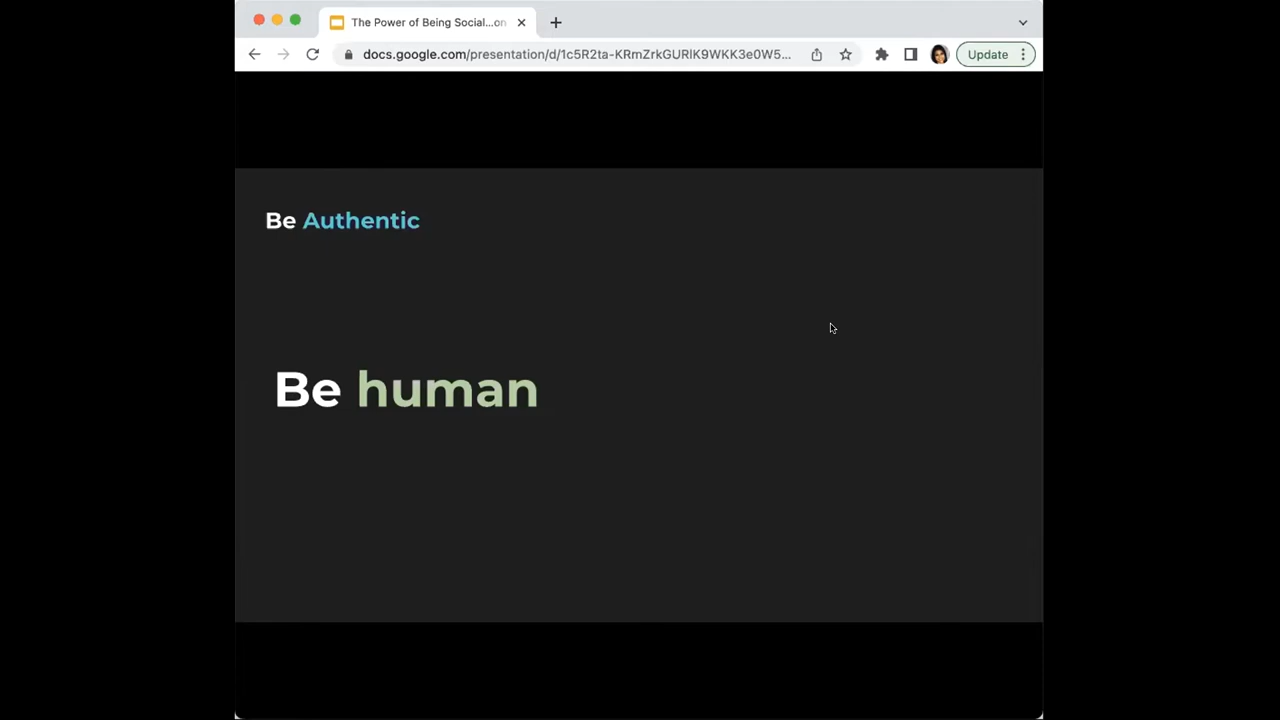 The Power of Being Social...on
docs.google.com/presentation/d/1c5R2ta-KRmZrkGURlK9WKK3e0W5...
Update
Be Authentic
Be human